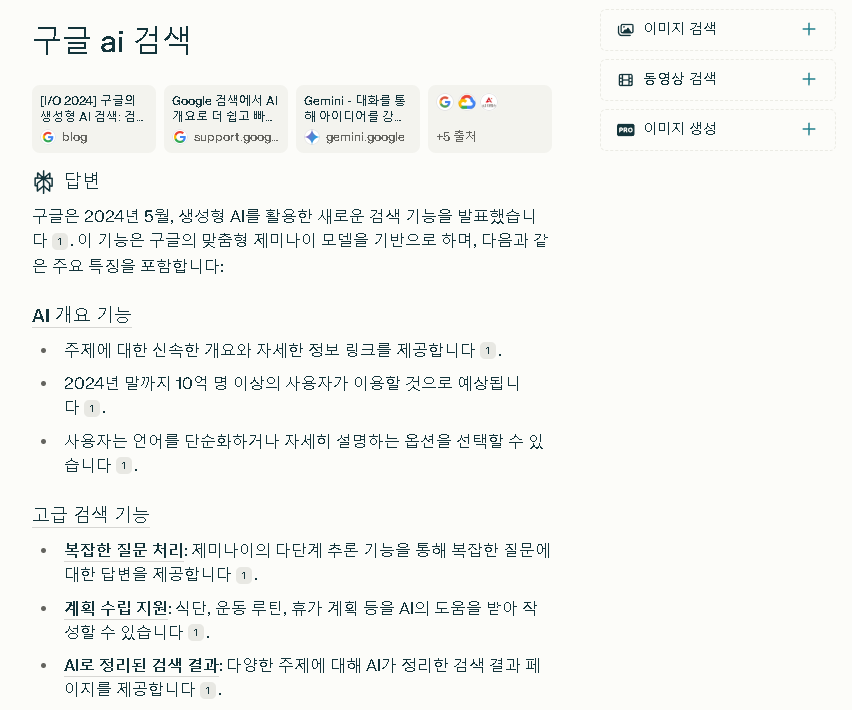 구글 ai 검색
이미지 검색
동영상 검색
PRO 이미지 생성
[I/O 2024] 구글의
생성형 AI 검색: 검...
blog
Google 검색에서 AI
개요로 더 쉽고 빠...
support.goog...
Gemini - 대화를 통
해 아이디어를 강...
gemini.google
+5 출처
답변
구글은 2024년 5월, 생성형 AI를 활용한 새로운 검색 기능을 발표했습니
다 1 . 이 기능은 구글의 맞춤형 제미나이 모델을 기반으로 하며, 다음과 같
은 주요 특징을 포함합니다:
AI 개요 기능
• 주제에 대한 신속한 개요와 자세한 정보 링크를 제공합니다 1 .
• 2024년 말까지 10억 명 이상의 사용자가 이용할 것으로 예상됩니
다 1 .
• 사용자는 언어를 단순화하거나 자세히 설명하는 옵션을 선택할 수 있
습니다 1 .
고급 검색 기능
• 복잡한 질문 처리: 제미나이의 다단계 추론 기능을 통해 복잡한 질문에
대한 답변을 제공합니다 1 .
• 계획 수립 지원: 식단, 운동 루틴, 휴가 계획 등을 AI의 도움을 받아 작
성할 수 있습니다 1 .
• AI로 정리된 검색 결과: 다양한 주제에 대해 AI가 정리한 검색 결과 페
이지를 제공합니다 1 .